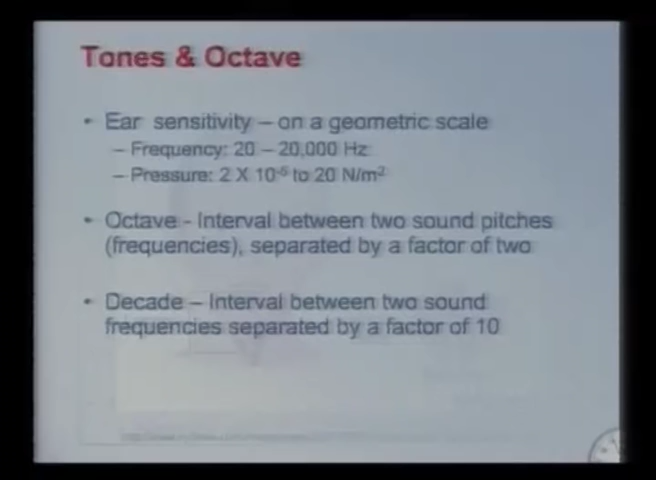 Tones & Octave
• Ear sensitivity – on a geometric scale
– Frequency: 20 – 20,000 Hz
– Pressure: 2 X 10⁻⁵ to 20 N/m²
• Octave - Interval between two sound pitches
(frequencies), separated by a factor of two
• Decade – Interval between two sound
frequencies separated by a factor of 10